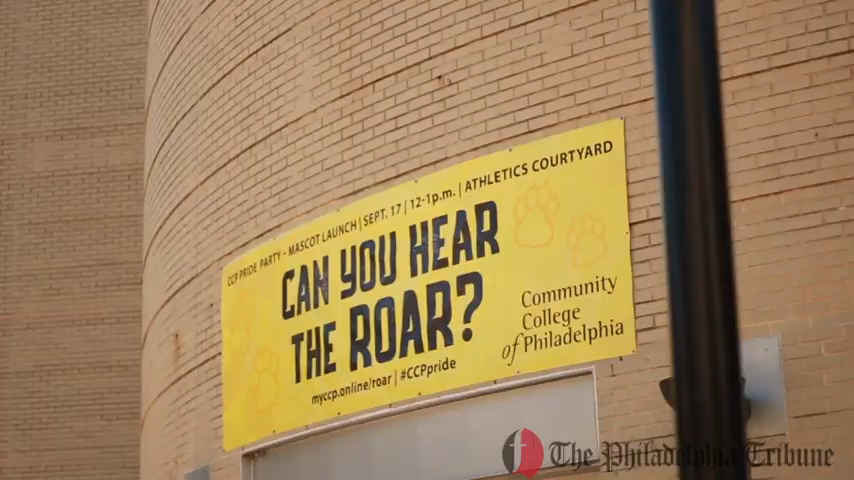 CCP PRIDE PARTY - MASCOT LAUNCH | SEPT. 17 | 12-1p.m. | ATHLETICS COURTYARD
CAN YOU HEAR
THE ROAR?
Community
College
of Philadelphia
myccp.online/roar | #CCPpride
The Philadelphia Tribune